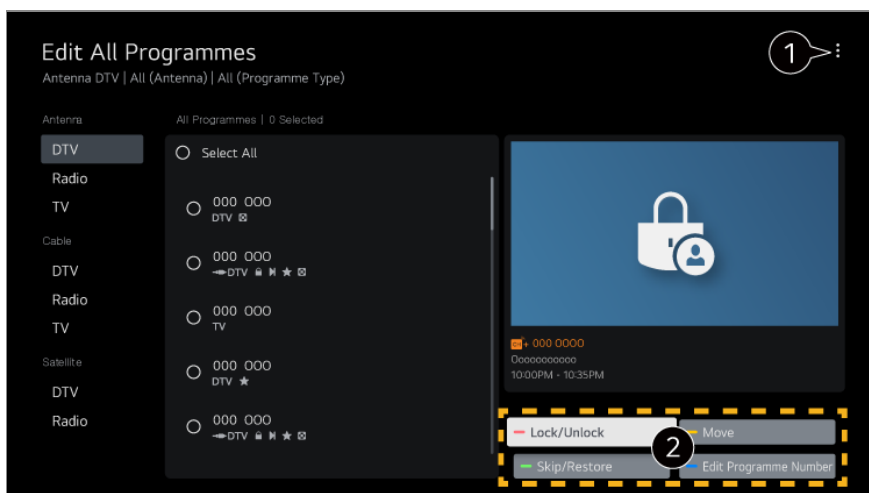 Edit All Programmes
Antenna DTV | All (Antenna) | All (Programme Type)
1
Antenna
DTV
Radio
TV
Cable
DTV
Radio
TV
Satellite
DTV
Radio
All Programmes | 0 Selected
Select All
000 000
DTV
000 000
DTV
000 000
TV
000 000
DTV
000 000
DTV
000 0000
Ooooooooooo
10:00PM - 10:35PM
Lock/Unlock
Move
2
Skip/Restore
Edit Programme Number